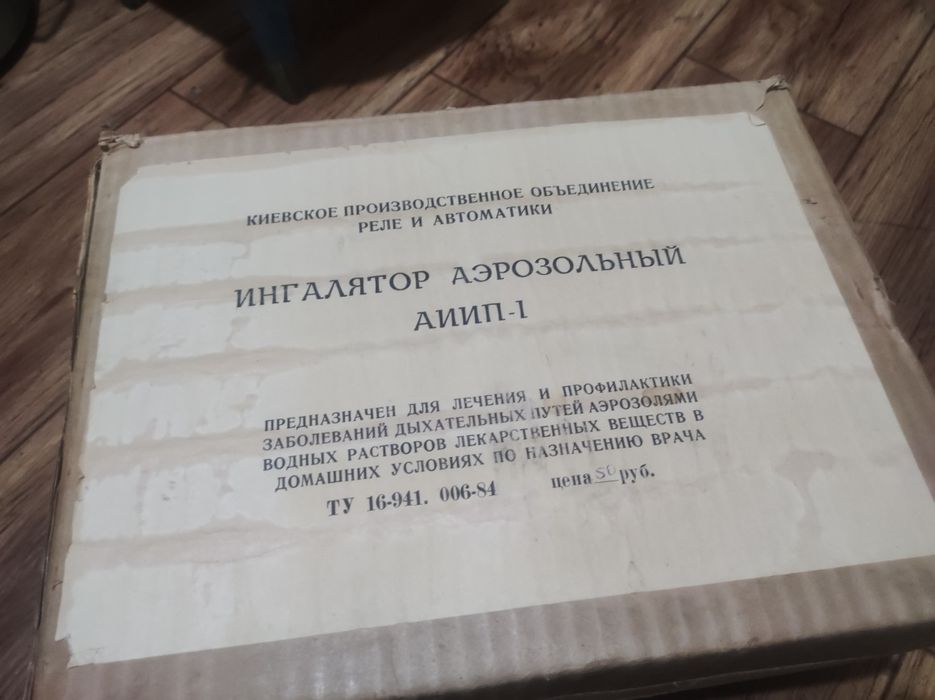 КИЕВСКОЕ ПРОИЗВОДСТВЕННОЕ ОБЪЕДИНЕНИЕ
РЕЛЕ И АВТОМАТИКИ
ИНГАЛЯТОР АЭРОЗОЛЬНЫЙ
АИИП-1
ПРЕДНАЗНАЧЕН ДЛЯ ЛЕЧЕНИЯ И ПРОФИЛАКТИКИ
ЗАБОЛЕВАНИЙ ДЫХАТЕЛЬНЫХ ПУТЕЙ АЭРОЗОЛЯМИ
ВОДНЫХ РАСТВОРОВ ЛЕКАРСТВЕННЫХ ВЕЩЕСТВ В
ДОМАШНИХ УСЛОВИЯХ ПО НАЗНАЧЕНИЮ ВРАЧА
ТУ 16-941. 006-84 цена 50 руб.